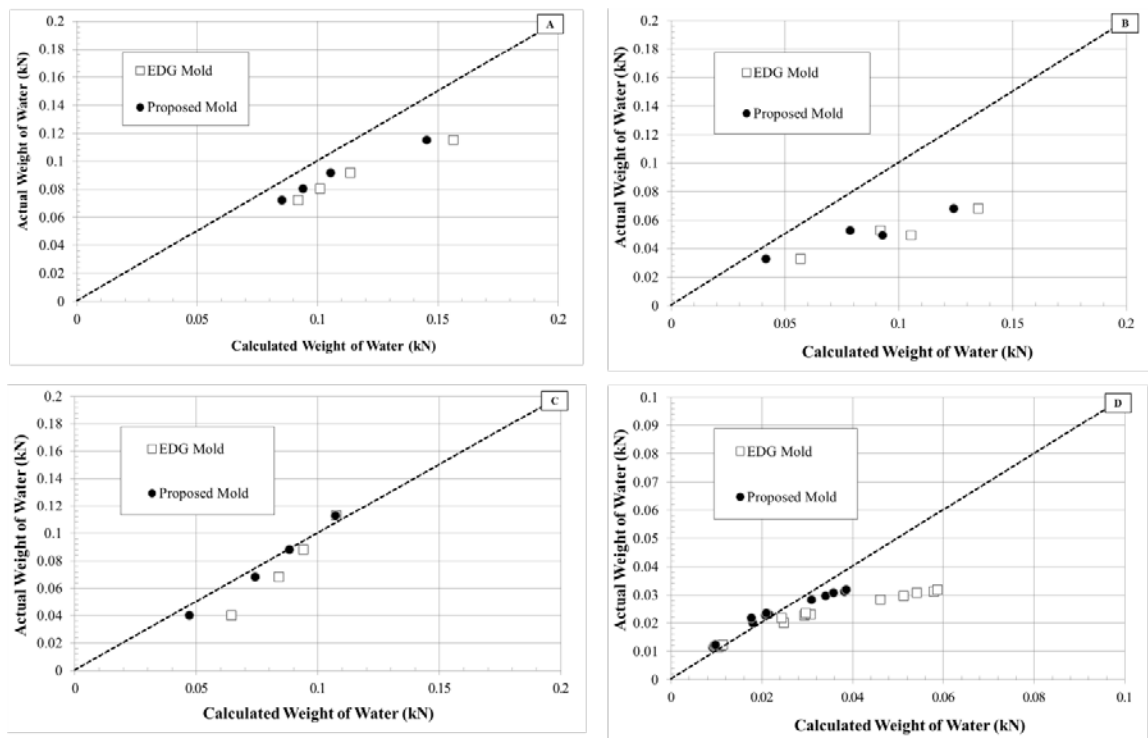 A
0.2
0.18
0.16
0.14
0.12
0.1
0.08
0.06
0.04
0.02
0
Actual Weight of Water (kN)
EDG Mold
Proposed Mold
0 0.05 0.1 0.15 0.2
Calculated Weight of Water (kN)
B
0.2
0.18
0.16
0.14
0.12
0.1
0.08
0.06
0.04
0.02
0
Actual Weight of Water (kN)
EDG Mold
Proposed Mold
0 0.05 0.1 0.15 0.2
Calculated Weight of Water (kN)
C
0.2
0.18
0.16
0.14
0.12
0.1
0.08
0.06
0.04
0.02
0
Actual Weight of Water (kN)
EDG Mold
Proposed Mold
0 0.05 0.1 0.15 0.2
Calculated Weight of Water (kN)
D
0.1
0.09
0.08
0.07
0.06
0.05
0.04
0.03
0.02
0.01
0
Actual Weight of Water (kN)
EDG Mold
Proposed Mold
0 0.02 0.04 0.06 0.08 0.1
Calculated Weight of Water (kN)